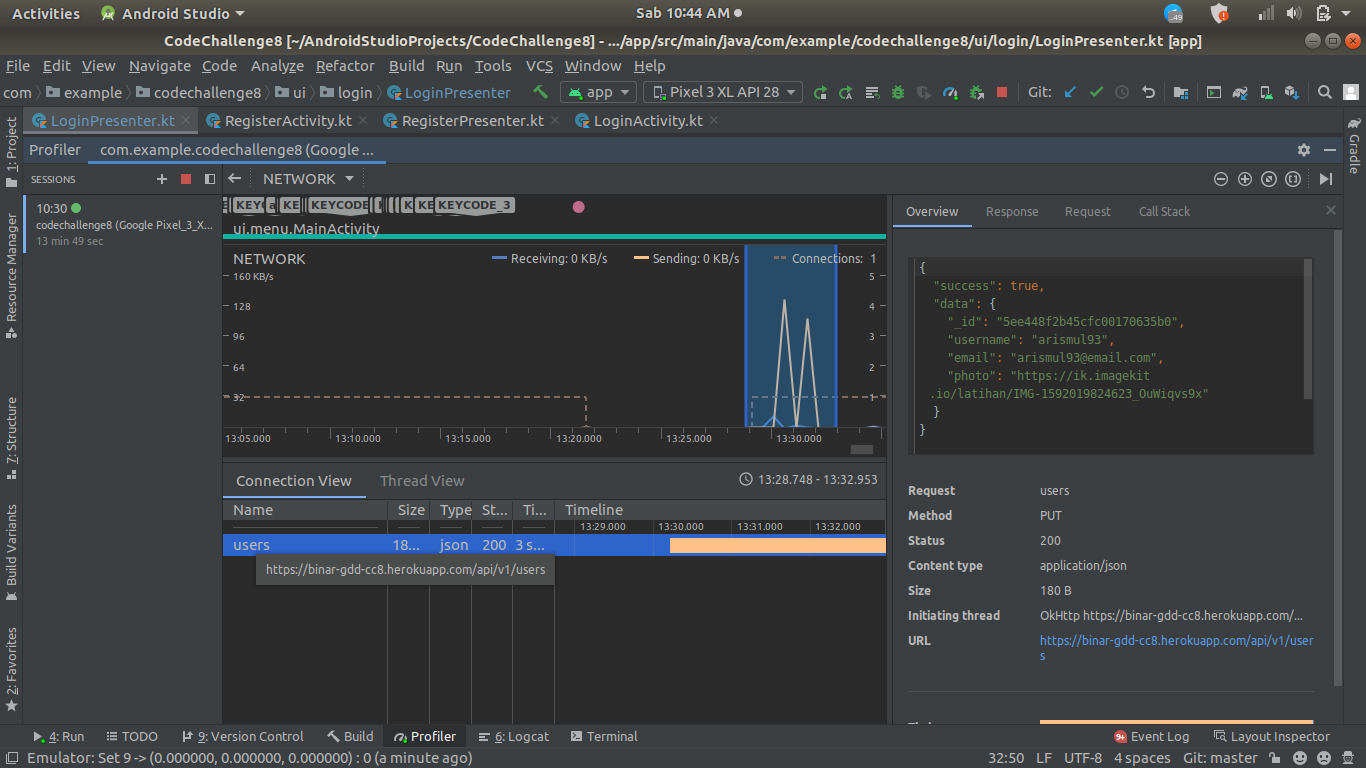 Activities Android Studio Sab 10:44 AM 49
CodeChallenge8 [~/AndroidStudioProjects/CodeChallenge8] - .../app/src/main/java/com/example/codechallenge8/ui/login/LoginPresenter.kt [app]
File Edit View Navigate Code Analyze Refactor Build Run Tools VCS Window Help
com example codechallenge8 ui login LoginPresenter app Pixel 3 XL API 28 Git:
LoginPresenter.kt RegisterActivity.kt RegisterPresenter.kt LoginActivity.kt
Profiler com.example.codechallenge8 (Google ...
SESSIONS NETWORK
10:30
codechallenge8 (Google Pixel_3_X...
13 min 49 sec
KE KEYCODE K KE KEYCODE_3
ui.menu.MainActivity
NETWORK Receiving: 0 KB/s Sending: 0 KB/s Connections: 1
160 KB/s 5
128 4
96 3
64 2
32 1
13:05.000 13:10.000 13:15.000 13:20.000 13:25.000 13:30.000
Connection View Thread View 13:28.748 - 13:32.953
Name Size Type St... Ti... Timeline
13:29.000 13:30.000 13:31.000 13:32.000
users 18... json 200 3 s...
https://binar-gdd-cc8.herokuapp.com/api/v1/users
Overview Response Request Call Stack
{
"success": true,
"data": {
"_id": "5ee448f2b45cfc00170635b0",
"username": "arismul93",
"email": "arismul93@email.com",
"photo": "https://ik.imagekit
.io/latihan/IMG-1592019824623_OuWiqvs9x"
}
}
Request users
Method PUT
Status 200
Content type application/json
Size 180 B
Initiating thread OkHttp https://binar-gdd-cc8.herokuapp.com/...
URL https://binar-gdd-cc8.herokuapp.com/api/v1/user
s
1: Project
Resource Manager
7: Structure
Build Variants
2: Favorites
Gradle
4: Run TODO 9: Version Control Build Profiler 6: Logcat Terminal 9+ Event Log Layout Inspector
Emulator: Set 9 -> (0.000000, 0.000000, 0.000000) : 0 (a minute ago) 32:50 LF UTF-8 4 spaces Git: master